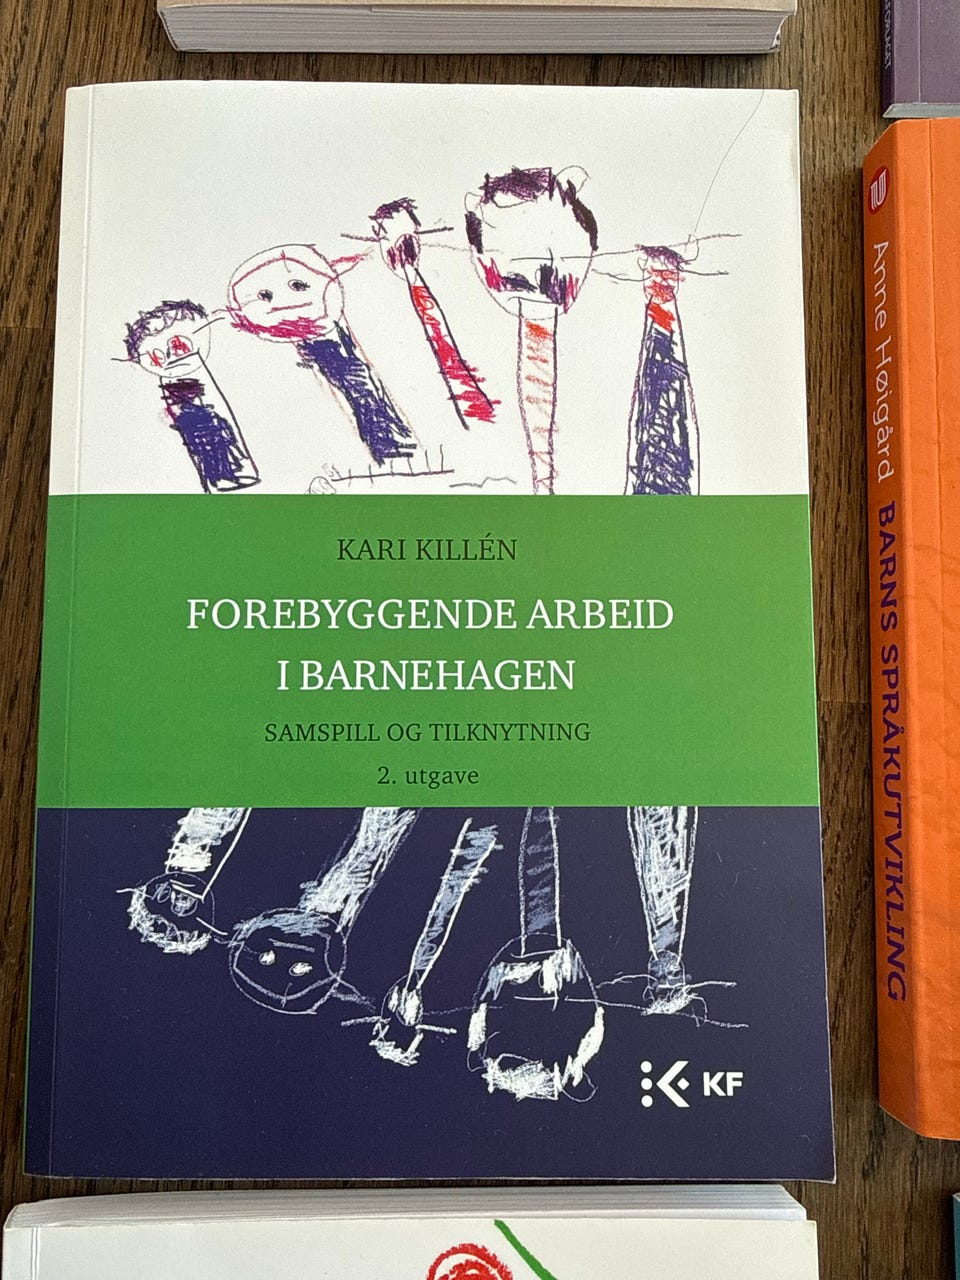 KARI KILLÉN
FOREBYGGENDE ARBEID
I BARNEHAGEN
SAMSPILL OG TILKNYTNING
2. utgave
KF
Anne Høigård BARNS SPRÅKUTVIKLING